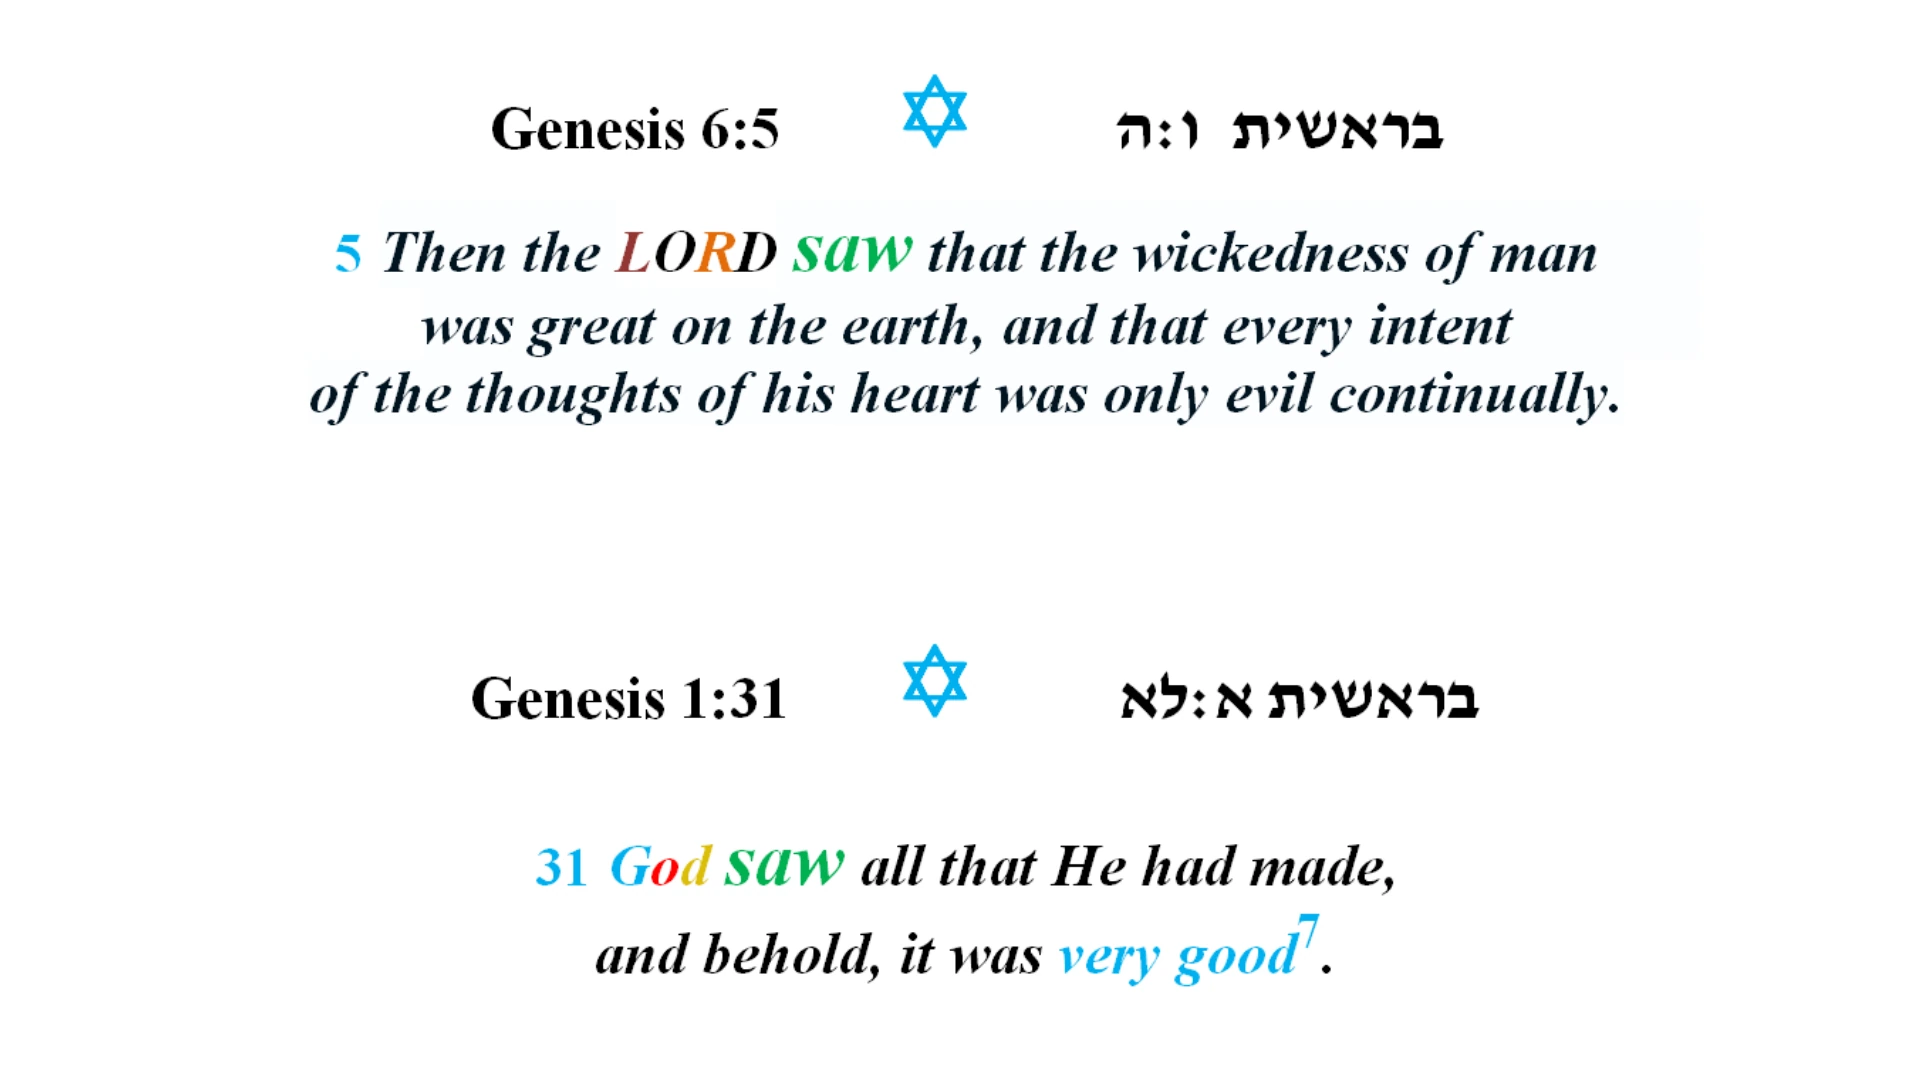 Genesis 6:5 ✡ בראשית ו:ה
5 Then the LORD saw that the wickedness of man
was great on the earth, and that every intent
of the thoughts of his heart was only evil continually.
Genesis 1:31 ✡ בראשית א:לא
31 God saw all that He had made,
and behold, it was very good⁷.